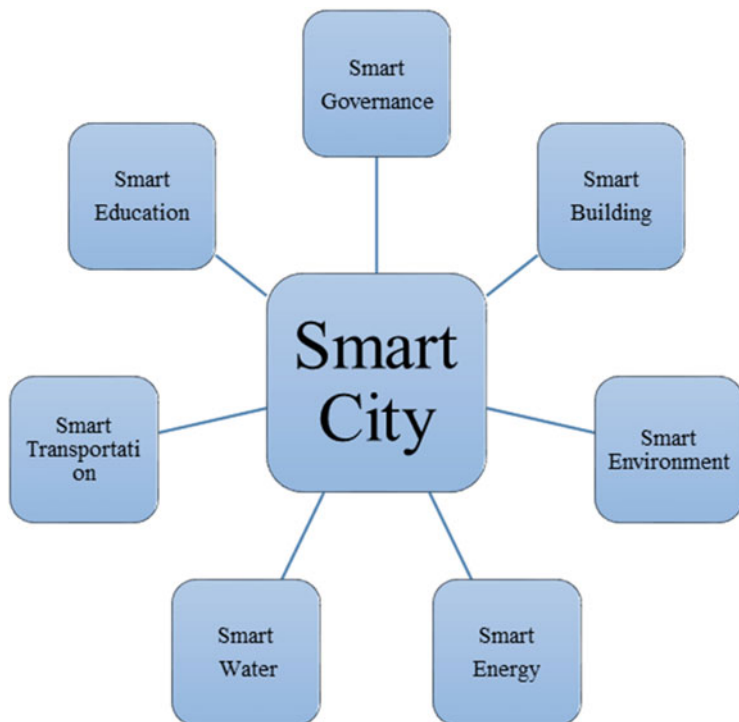 Smart
Governance
Smart
Education
Smart
Building
Smart
City
Smart
Transportati
on
Smart
Environment
Smart
Water
Smart
Energy